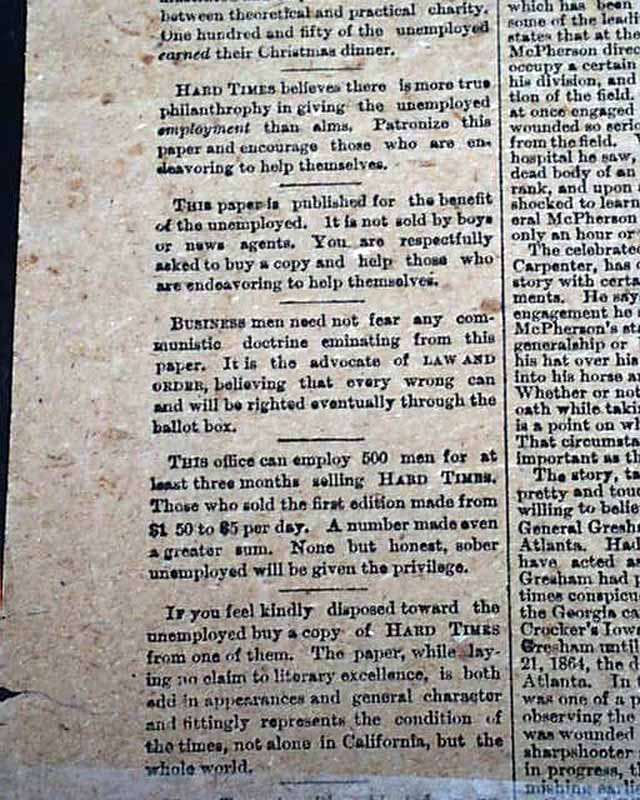 between theoretical and practical charity.
One hundred and fifty of the unemployed
earned their Christmas dinner.
HARD TIMES believes there is more true
philanthrophy in giving the unemployed
employment than alms. Patronize this
paper and encourage those who are en-
deavoring to help themselves.
THIS paper is published for the benefit
of the unemployed. It is not sold by boys
or news agents. You are respectfully
asked to buy a copy and help those who
are endeavoring to help themselves.
BUSINESS men need not fear any com-
munistic doctrine eminating from this
paper. It is the advocate of LAW AND
ORDER, believing that every wrong can
and will be righted eventually through the
ballot box.
THIS office can employ 500 men for at
least three months selling HARD TIMES.
Those who sold the first edition made from
$1 50 to $5 per day. A number made even
a greater sum. None but honest, sober
unemployed will be given the privilege.
IF you feel kindly disposed toward the
unemployed buy a copy of HARD TIMES
from one of them. The paper, while lay-
ing no claim to literary excellence, is both
odd in appearances and general character
and fittingly represents the condition of
the times, not alone in California, but the
whole world.
which has been
some of the leadi
states that at the
McPherson direc
occupy a certain
his division, and
tion of the field.
at once engaged
wounded so serio
from the field.
hospital he saw,
dead body of an
rank, and upon
shocked to learn
eral McPherson
only an hour or
The celebrated
Carpenter, has
story with certa
ments. He say
engagement he
McPherson's sta
generalship or
his hat over his
into his horse an
Whether or not
oath while takin
is a point on wh
That circumsta
important as th
The story, ta
pretty and tou
willing to belie
General Gresha
Atlanta. Had
have acted as
Gresham had
times conspicu
the Georgia ca
Crocker's Iow
Gresham until
21, 1864, the d
Atlanta. In t
was one of a p
observing the
was wounded
sharpshooter
in progress, t
mishing earli